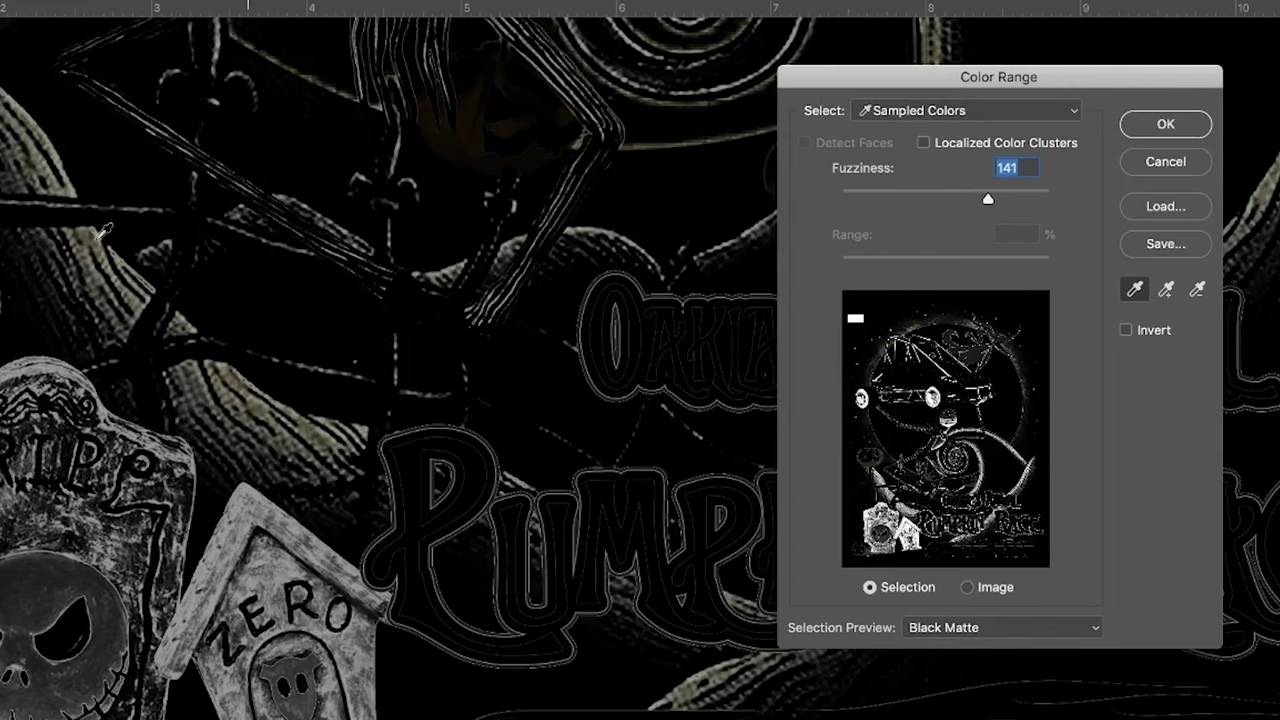 2 3 4 5 6 7 8 9 10
Color Range
Select: Sampled Colors
OK
Detect Faces Localized Color Clusters
Fuzziness: 141
Cancel
Load...
Range: %
Save...
Invert
Selection Image
Selection Preview: Black Matte
RIPP
ZERO